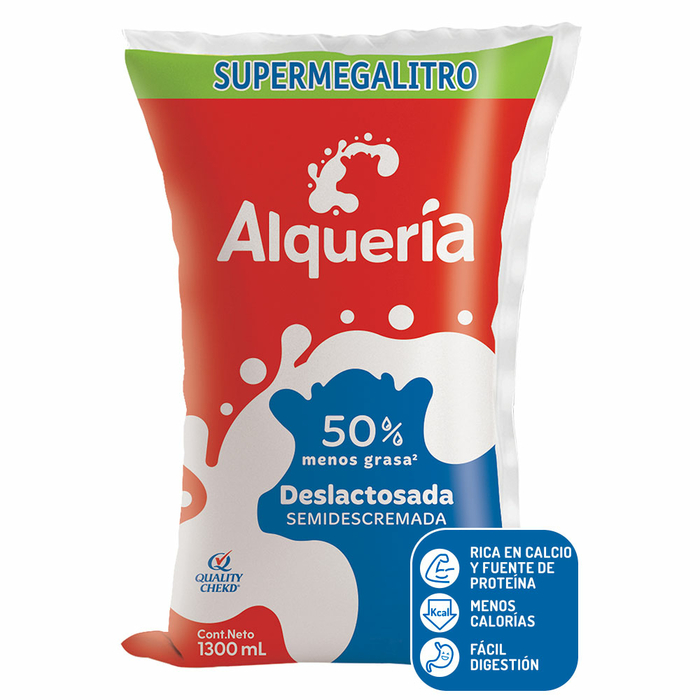 SUPERMEGALITRO
Alquería
50%
menos grasa²
Deslactosada
SEMIDESCREMADA
QUALITY
CHEKD®
Cont.Neto
1300 mL
RICA EN CALCIO
Y FUENTE DE
PROTEÍNA
Kcal
MENOS
CALORÍAS
FÁCIL
DIGESTIÓN